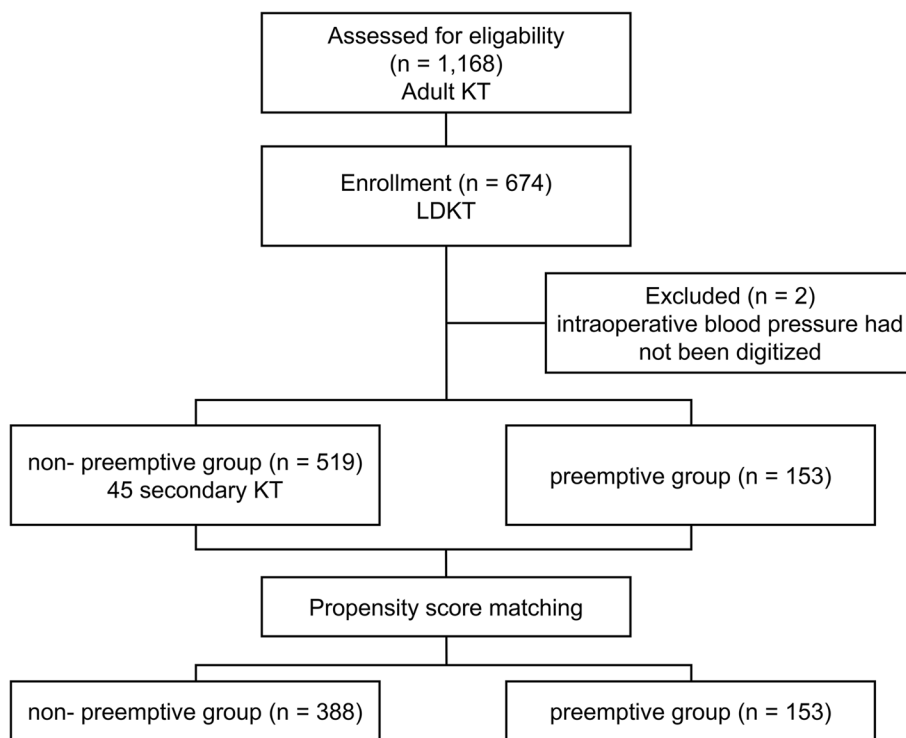 Assessed for eligability
(n = 1,168)
Adult KT
Enrollment (n = 674)
LDKT
Excluded (n = 2)
intraoperative blood pressure had
not been digitized
non- preemptive group (n = 519)
45 secondary KT
preemptive group (n = 153)
Propensity score matching
non- preemptive group (n = 388)
preemptive group (n = 153)